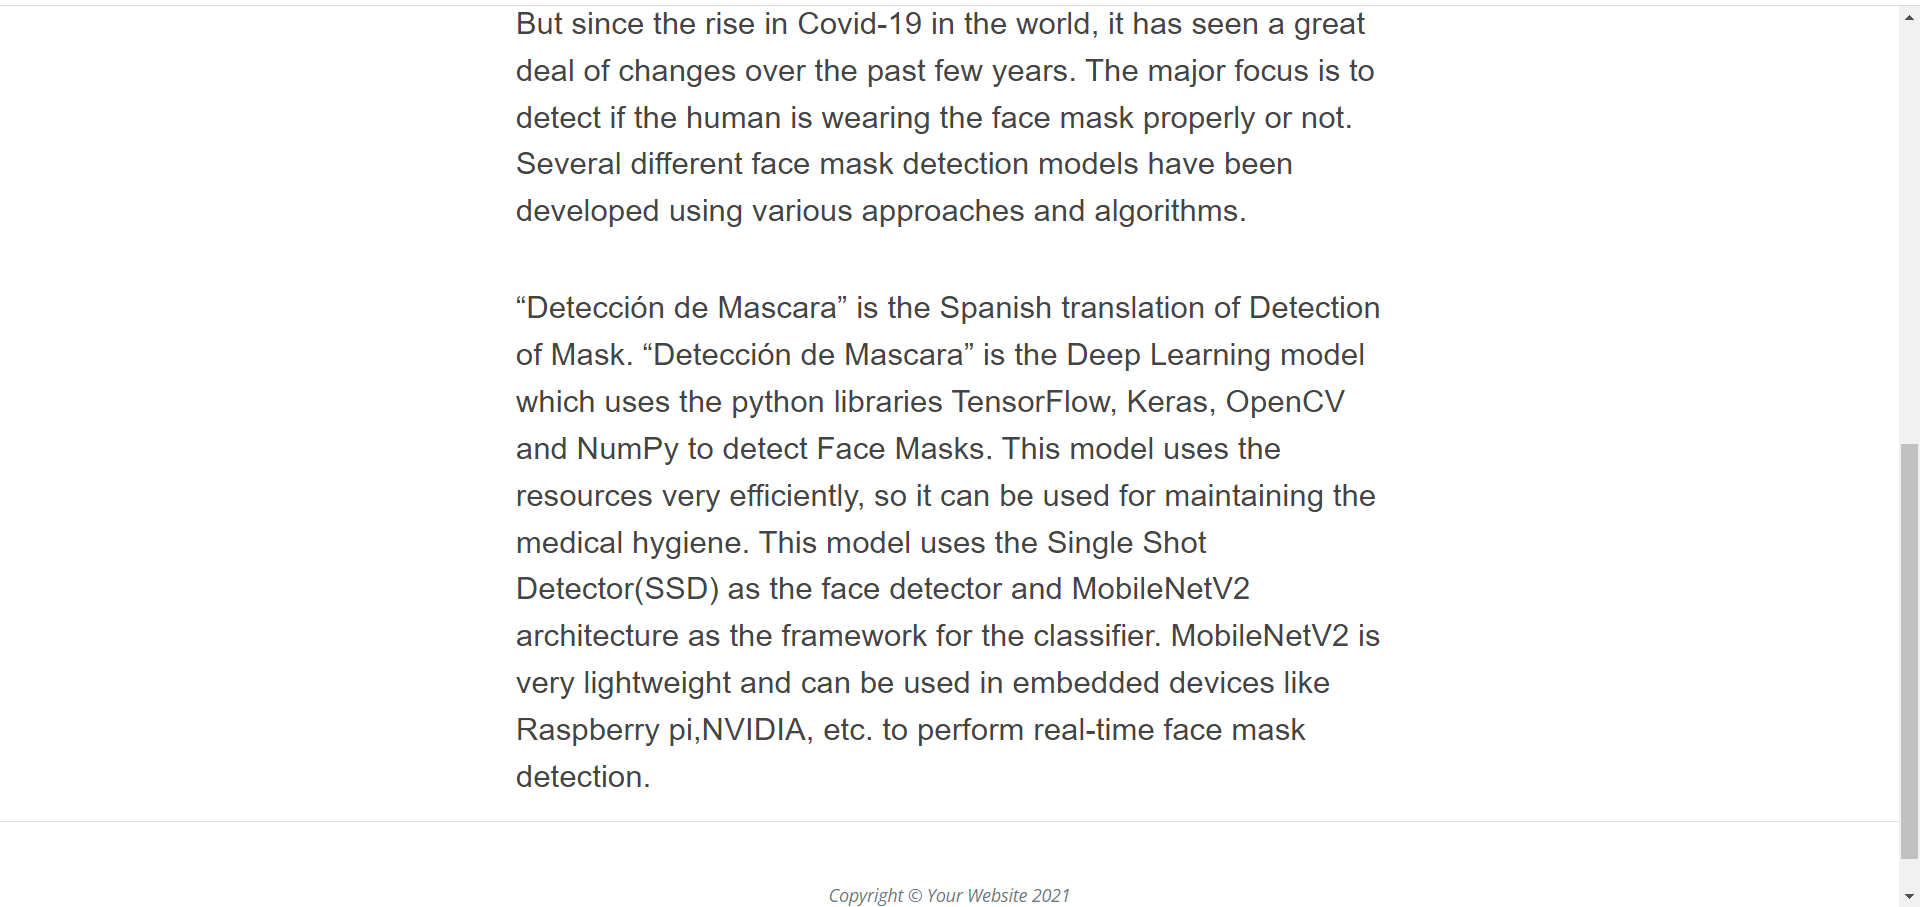 But since the rise in Covid-19 in the world, it has seen a great
deal of changes over the past few years. The major focus is to
detect if the human is wearing the face mask properly or not.
Several different face mask detection models have been
developed using various approaches and algorithms.
“Detección de Mascara” is the Spanish translation of Detection
of Mask. “Detección de Mascara” is the Deep Learning model
which uses the python libraries TensorFlow, Keras, OpenCV
and NumPy to detect Face Masks. This model uses the
resources very efficiently, so it can be used for maintaining the
medical hygiene. This model uses the Single Shot
Detector(SSD) as the face detector and MobileNetV2
architecture as the framework for the classifier. MobileNetV2 is
very lightweight and can be used in embedded devices like
Raspberry pi,NVIDIA, etc. to perform real-time face mask
detection.
Copyright © Your Website 2021